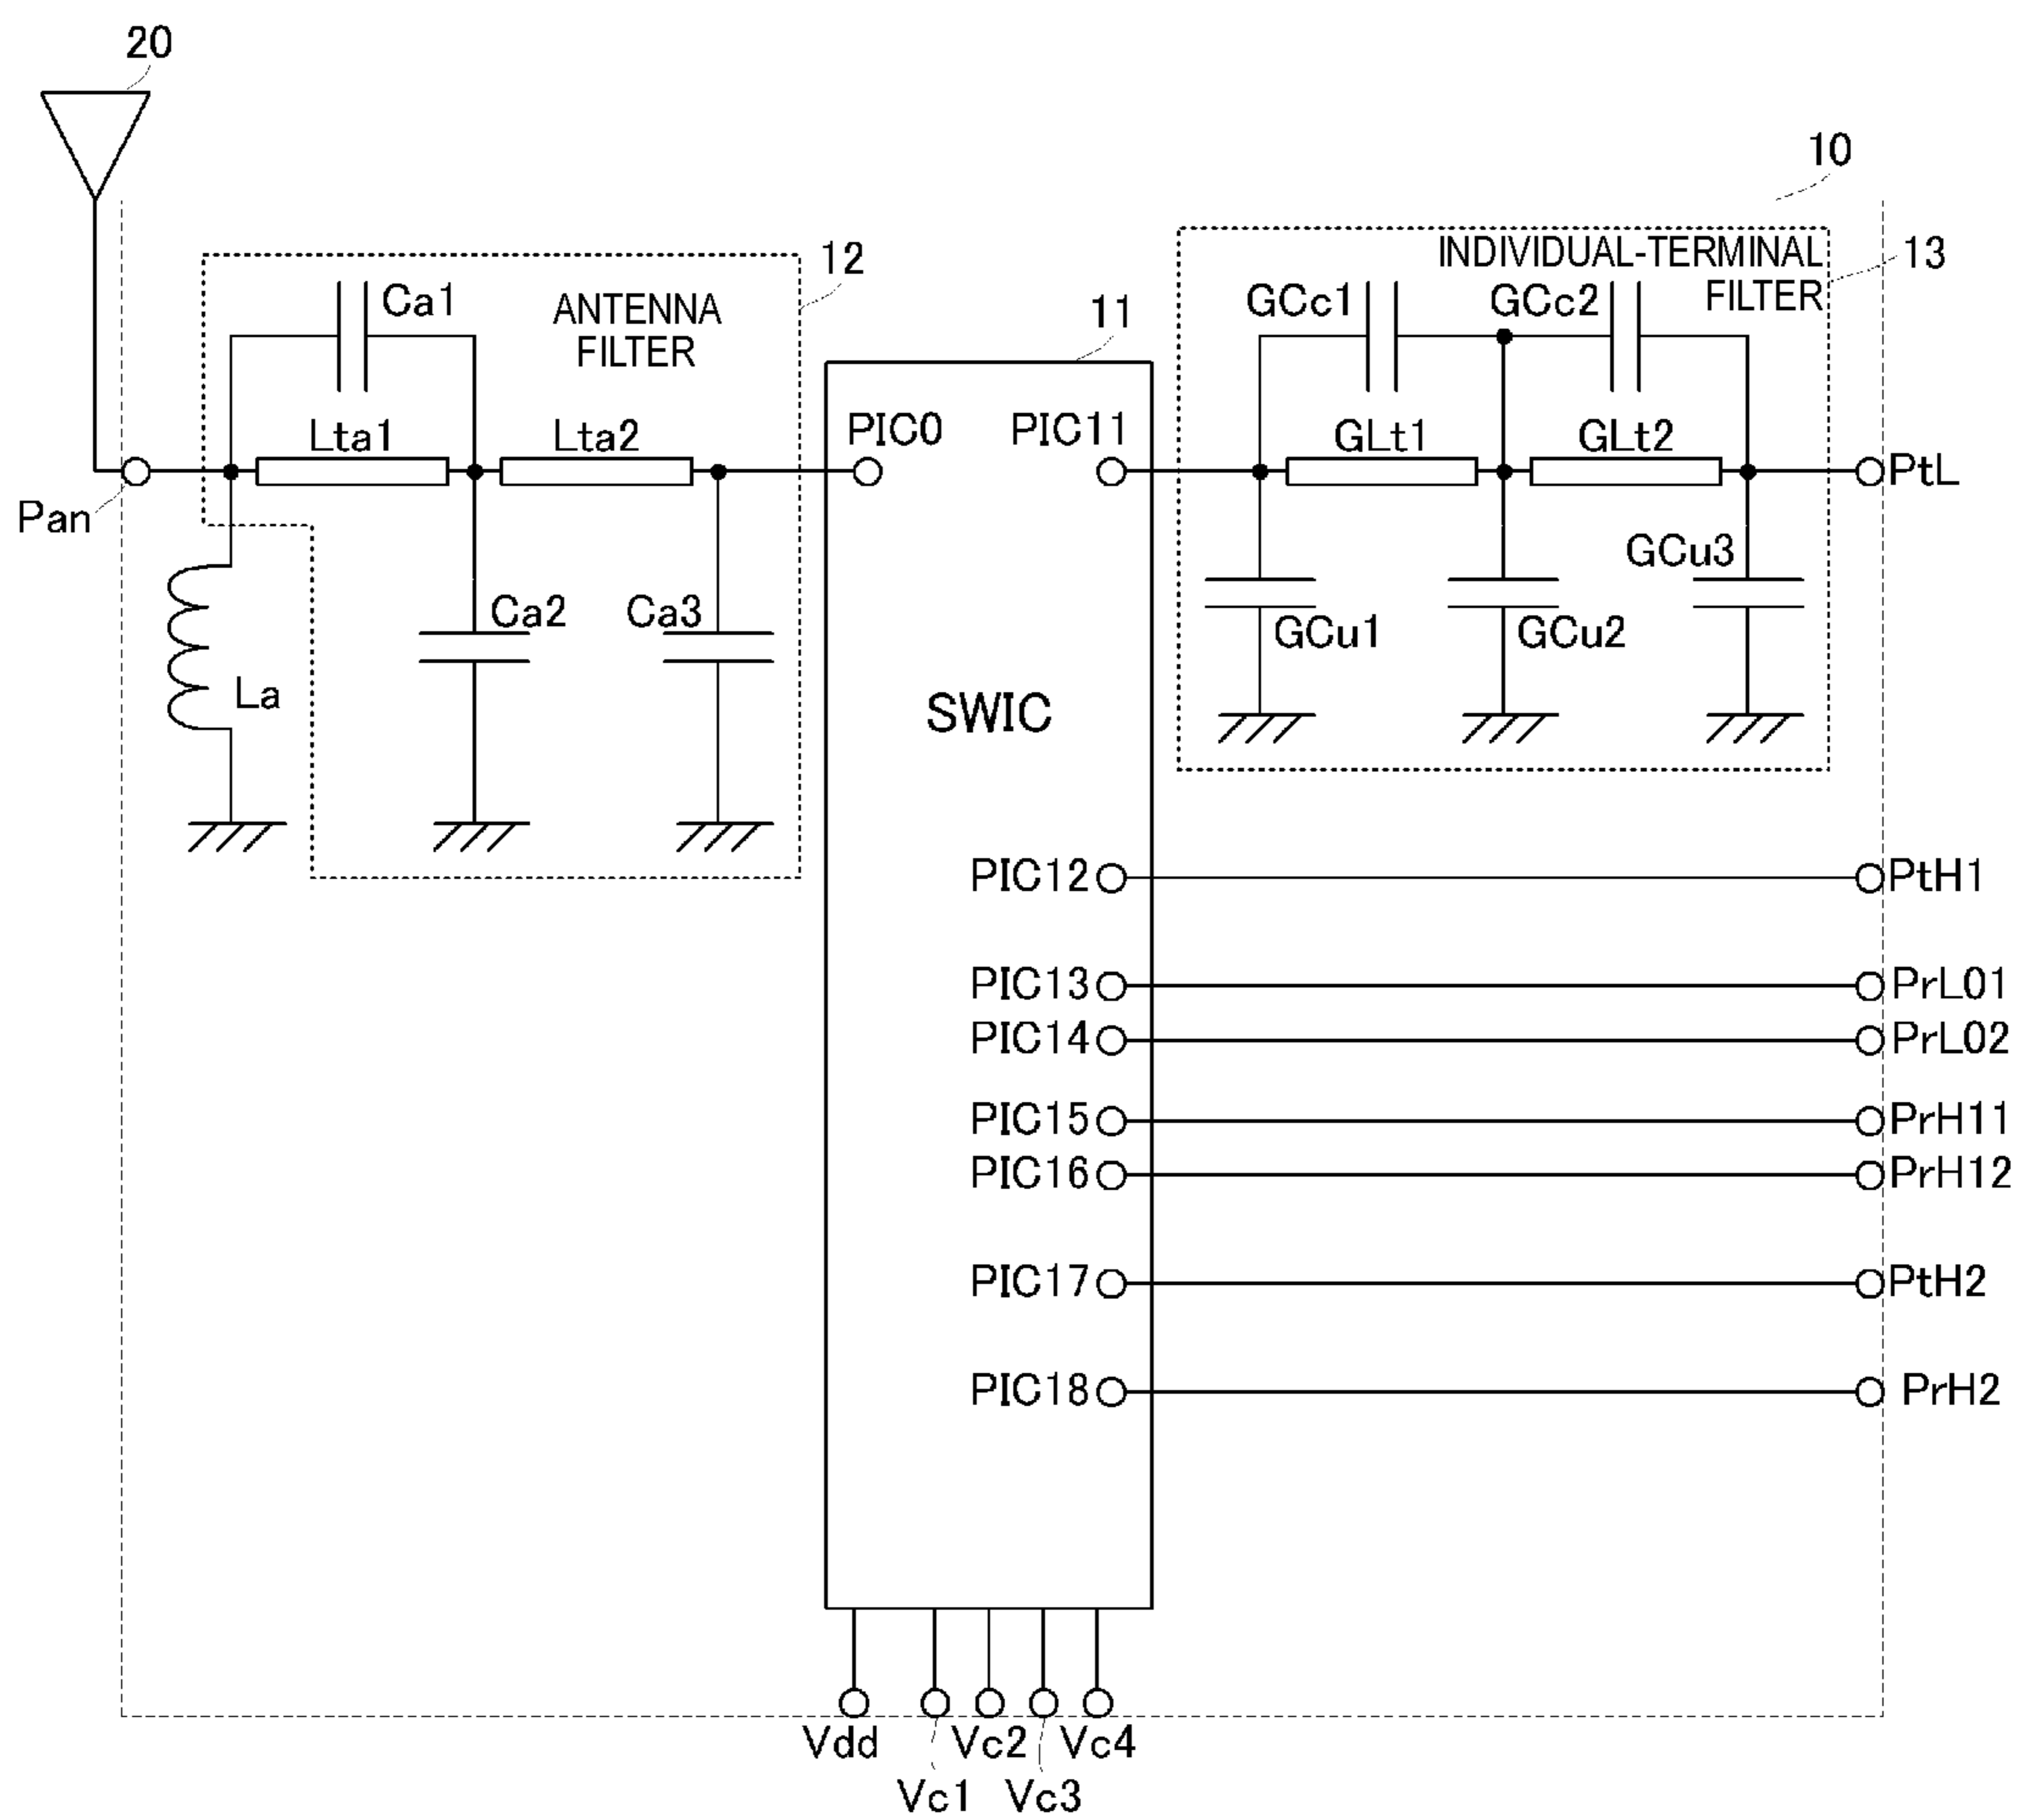 20
10
12
INDIVIDUAL-TERMINAL
FILTER
13
Ca1
ANTENNA
FILTER
11
GCc1
GCc2
Lta1
Lta2
PIC0
PIC11
GLt1
GLt2
PtL
Pan
GCu3
Ca2
Ca3
GCu1
GCu2
La
SWIC
PIC12
PtH1
PIC13
PrL01
PIC14
PrL02
PIC15
PrH11
PIC16
PrH12
PIC17
PtH2
PIC18
PrH2
Vdd
Vc2
Vc4
Vc1
Vc3